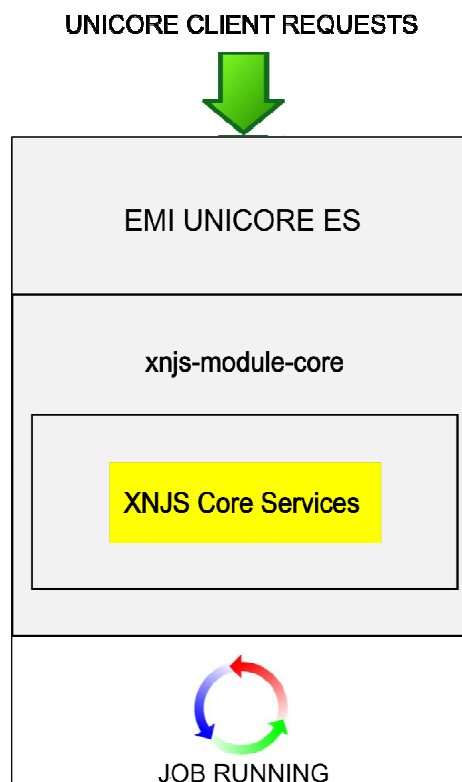 UNICORE CLIENT REQUESTS
EMI UNICORE ES
xnjs-module-core
XNJS Core Services
JOB RUNNING